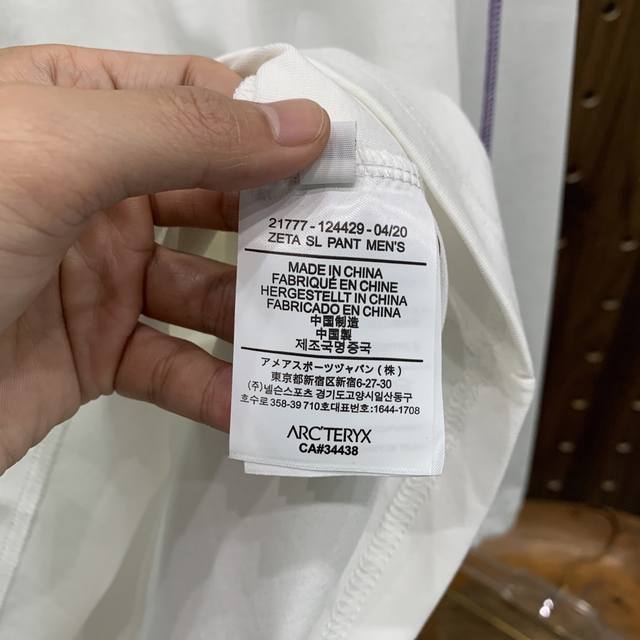 21777-124429-04/20
ZETA SL PANT MEN'S
MADE IN CHINA
FABRIQUÉ EN CHINE
HERGESTELLT IN CHINA
FABRICADO EN CHINA
中国制造
中国製
제조국명중국
アメアスポーツヅャバン(株)
東京都新宿区新宿6-27-30
(주)넬슨스포츠 경기도고양시일산동구
호수로 358-39 710호대표번호:1644-1708
ARC'TERYX
CA#34438